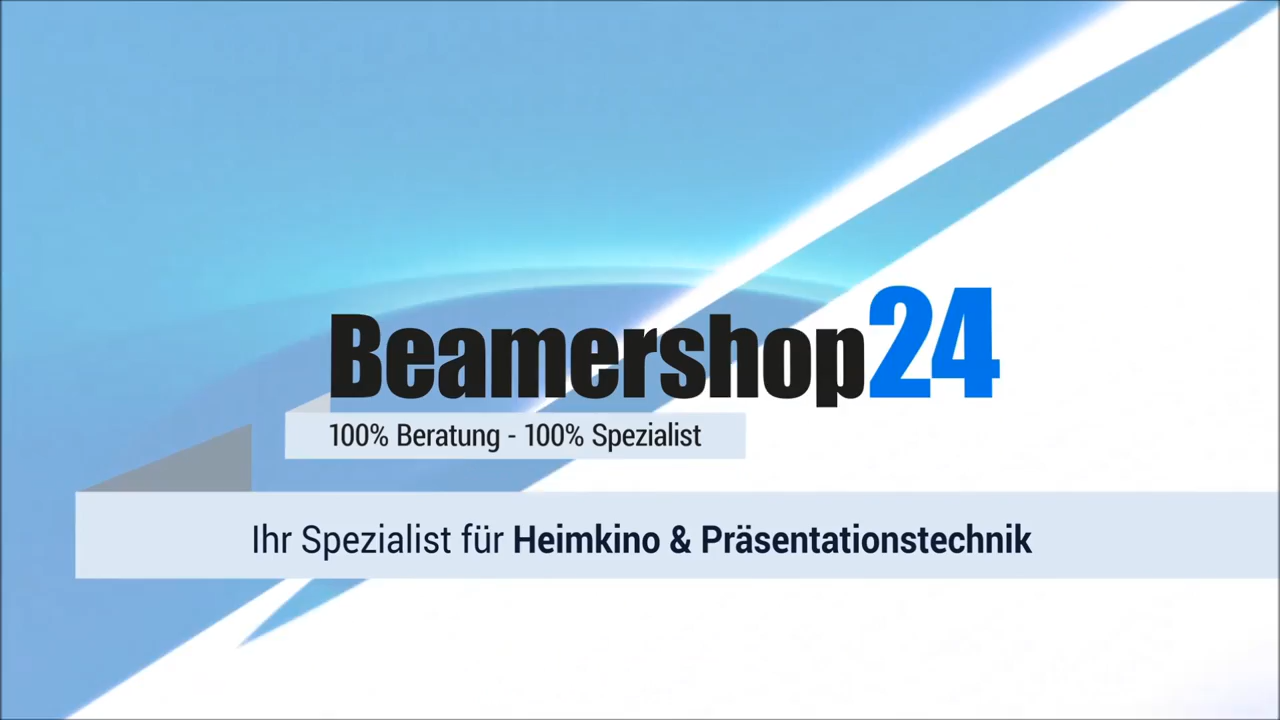 Beamershop24
100% Beratung - 100% Spezialist
Ihr Spezialist für Heimkino & Präsentationstechnik